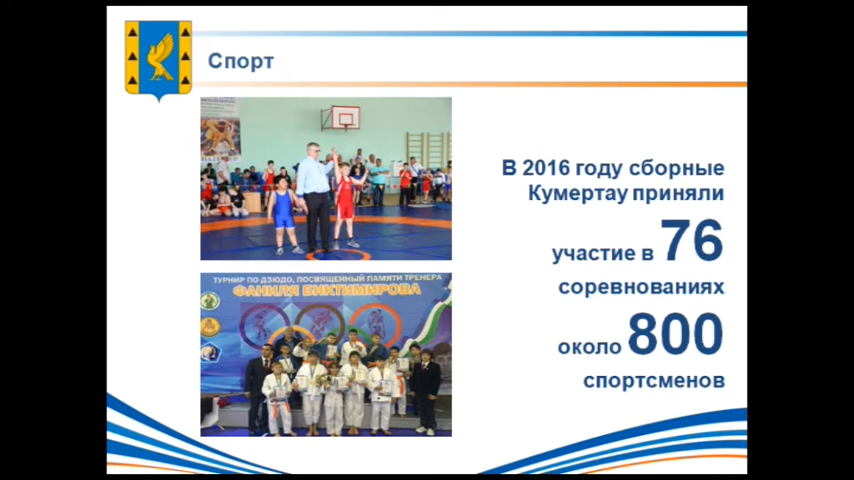 Спорт
В 2016 году сборные
Кумертау приняли
участие в 76
соревнованиях
около 800
спортсменов
ТУРНИР ПО ДЗЮДО, ПОСВЯЩЕННЫЙ ПАМЯТИ ТРЕНЕРА
ФАНИЛЯ БИКТИМИРОВА